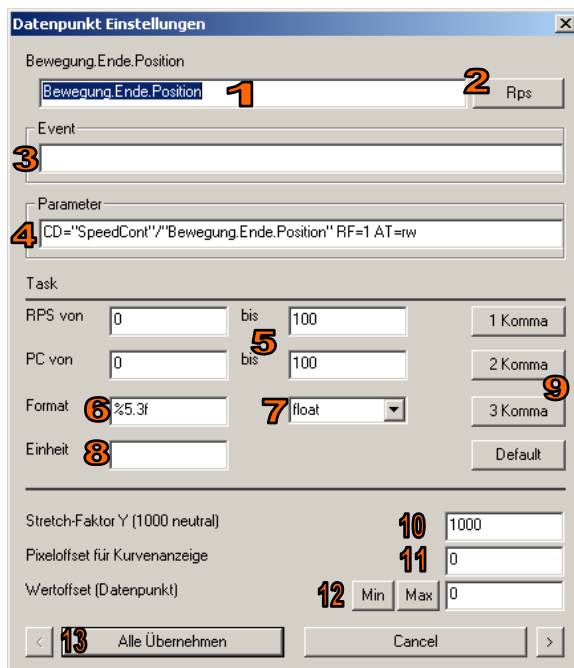 Datenpunkt Einstellungen
Bewegung.Ende.Position
Bewegung.Ende.Position 1 2 Rps
Event
3
Parameter
4 CD="SpeedCont"/"Bewegung.Ende.Position" RF=1 AT=rw
Task
RPS von 0 bis 100 1 Komma
5
PC von 0 bis 100 2 Komma
9
Format 6 %5.3f 7 float 3 Komma
Einheit 8 Default
Stretch-Faktor Y (1000 neutral) 10 1000
Pixeloffset für Kurvenanzeige 11 0
Wertoffset (Datenpunkt) 12 Min Max 0
< 13 Alle Übernehmen Cancel >